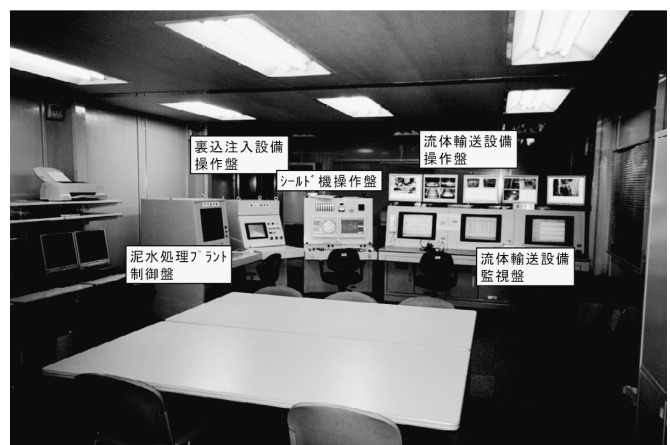 裏込注入設備
操作盤
ｼｰﾙﾄﾞ機操作盤
流体輸送設備
操作盤
泥水処理ﾌﾟﾗﾝﾄ
制御盤
流体輸送設備
監視盤